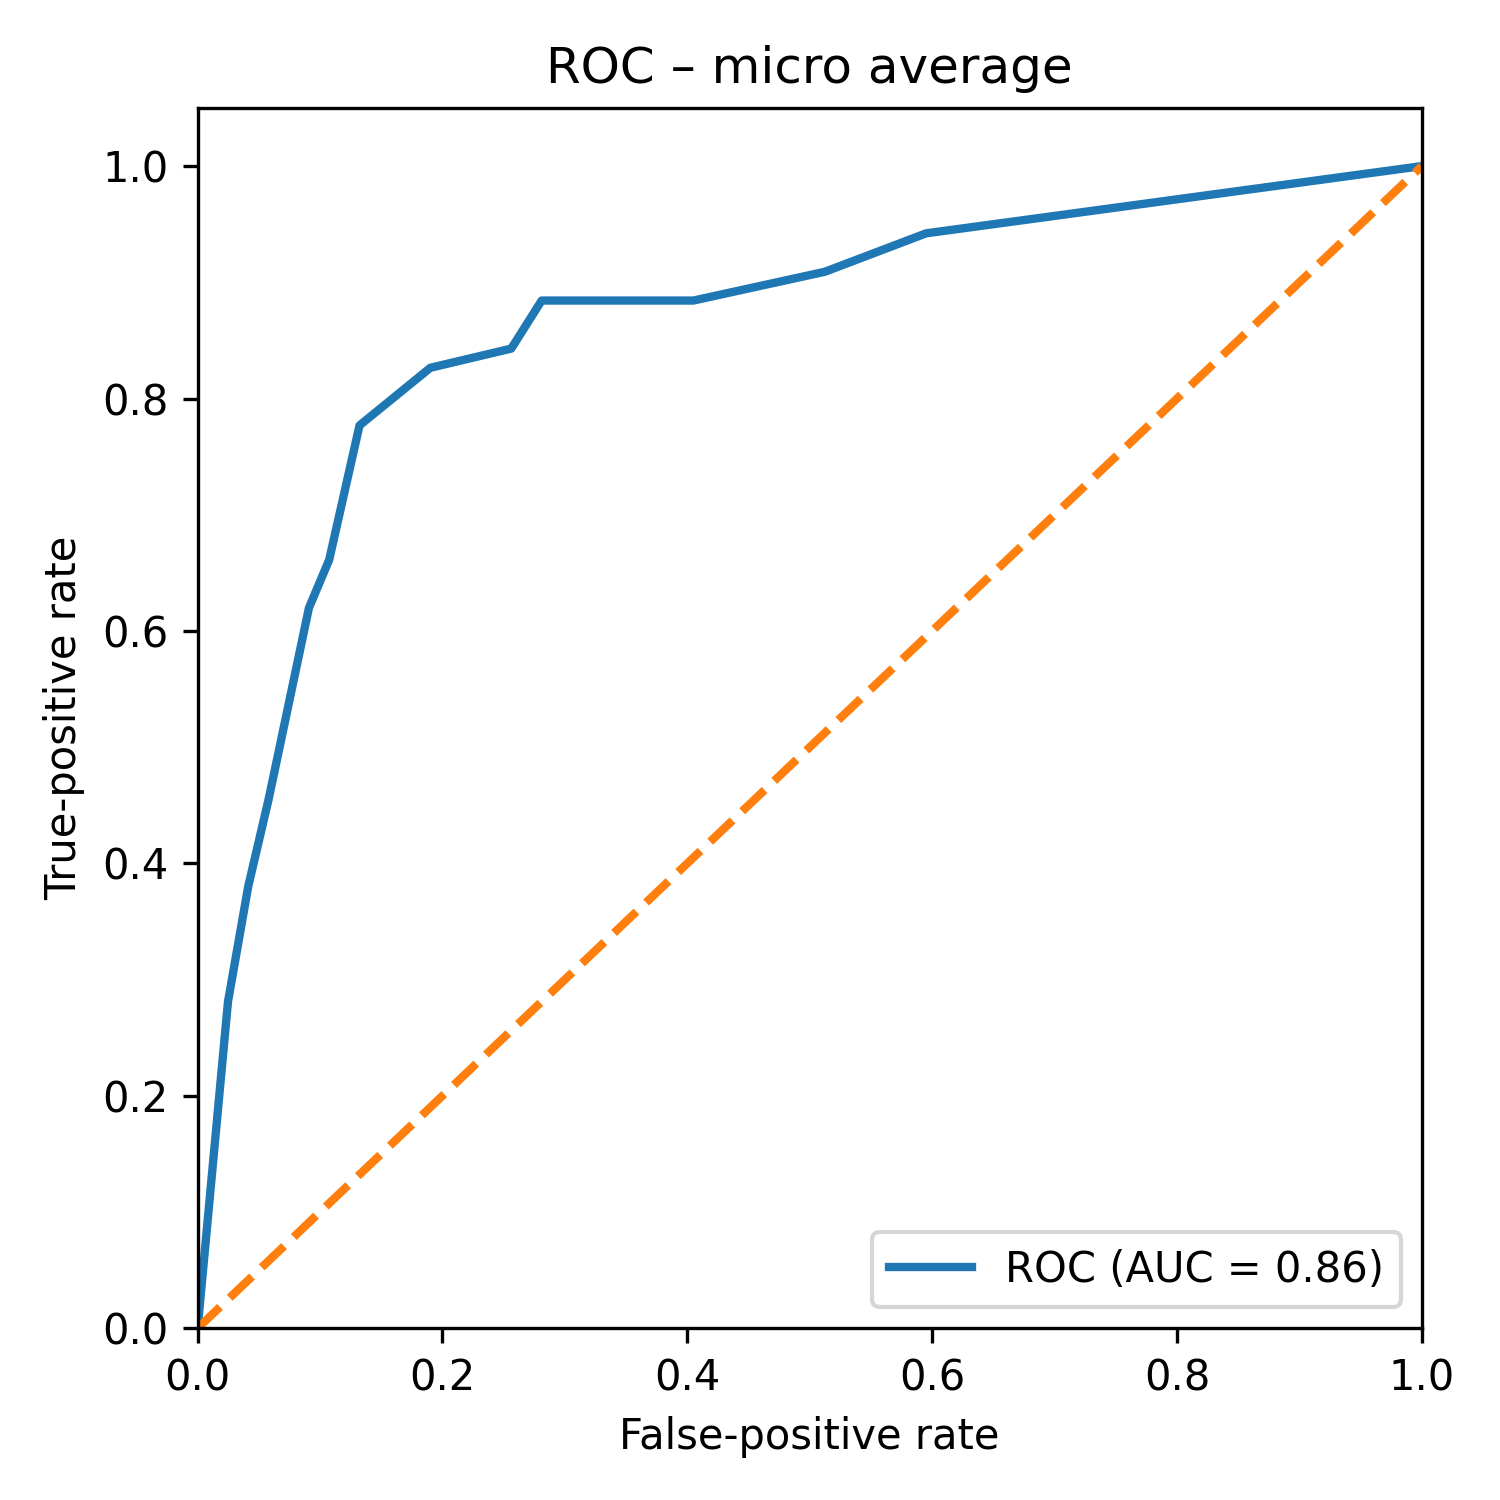 ROC – micro average
1.0
0.8
0.6
0.4
0.2
0.0
True-positive rate
0.0 0.2 0.4 0.6 0.8 1.0
False-positive rate
ROC (AUC = 0.86)